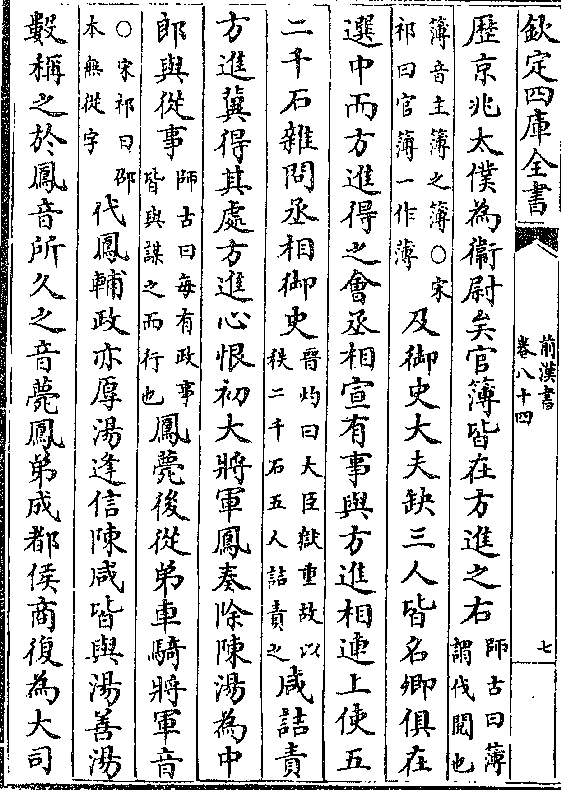 欽定四庫全書
前漢書
卷八十四
七
歴京兆太僕為衛尉矣官簿皆在方進之右師古曰簿
謂伐閲也
簿音主簿之簿○宋
祁曰官簿一作薄及御史大夫缺三人皆名卿俱在
選中而方進得之會丞相宣有事與方進相連上使五
二千石雜問丞相御史晉灼曰大臣獄重故以
秩二千石五人詰責之咸詰責
方進冀得其處方進心恨初大將軍鳳奏除陳湯為中
郎與從事師古曰每有政事
皆與謀之而行也鳳薨後從弟車騎將軍音
○宋祁曰邵
本無從字代鳳輔政亦厚湯逢信陳咸皆與湯善湯
數稱之於鳳音所久之音薨鳳弟成都侯商復為大司